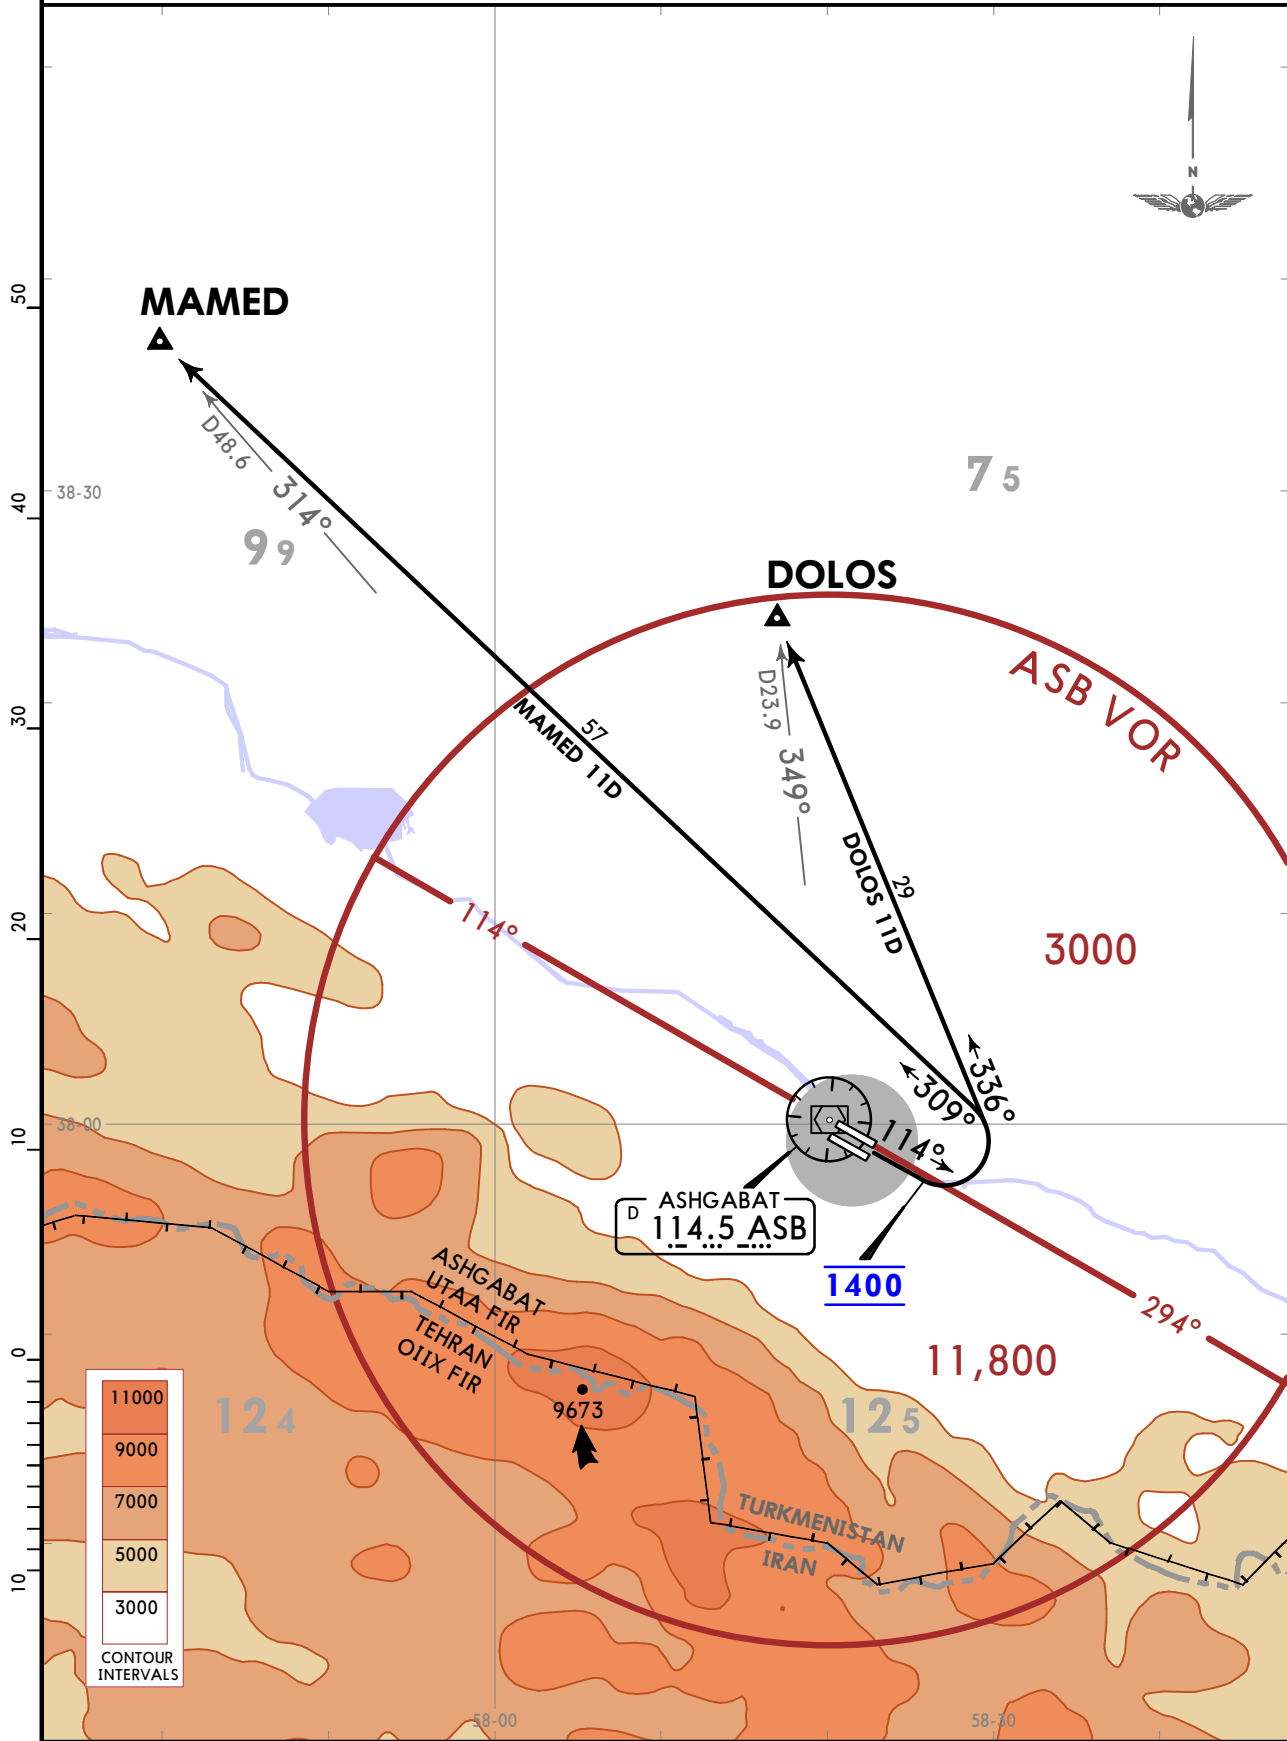 N
50
MAMED
D48.6
314°
40
38-30
99
75
DOLOS
ASB VOR
D23.9
349°
30
57
MAMED 11D
DOLOS 11D
29
20
114°
3000
309°
336°
114°
10
38-00
ASHGABAT
D 114.5 ASB
1400
ASHGABAT
UTAA FIR
TEHRAN
OIIX FIR
294°
11,800
0
9673
124
125
11000
9000
7000
5000
3000
CONTOUR
INTERVALS
TURKMENISTAN
IRAN
10
58-00
58-30